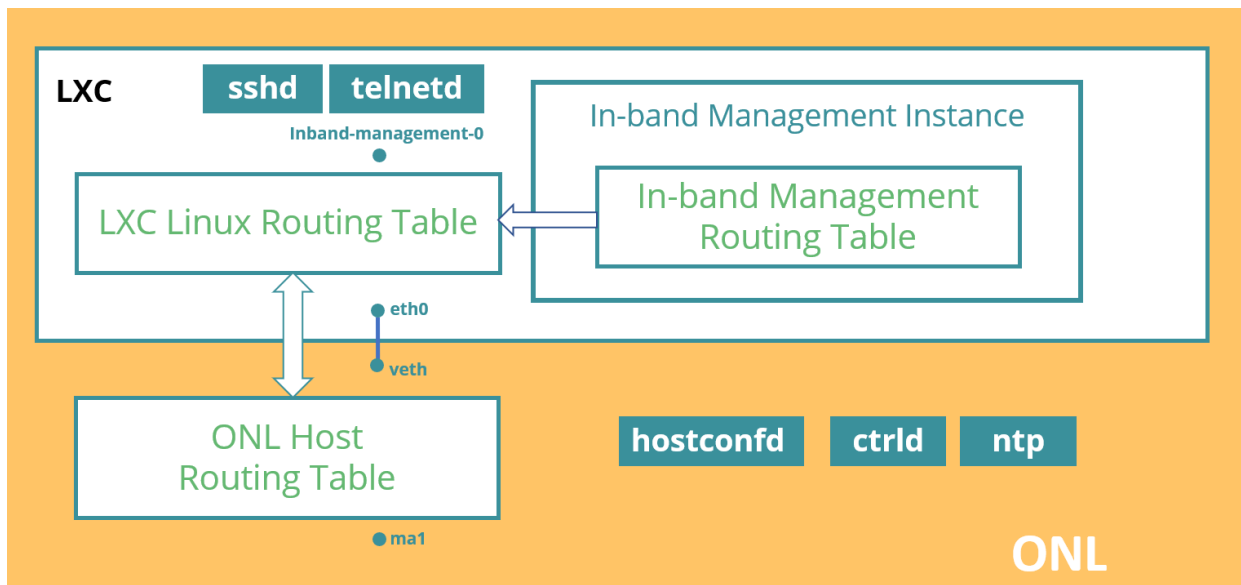 LXC
sshd
telnetd
Inband-management-0
In-band Management Instance
LXC Linux Routing Table
In-band Management
Routing Table
eth0
veth
ONL Host
Routing Table
hostconfd
ctrld
ntp
ma1
ONL